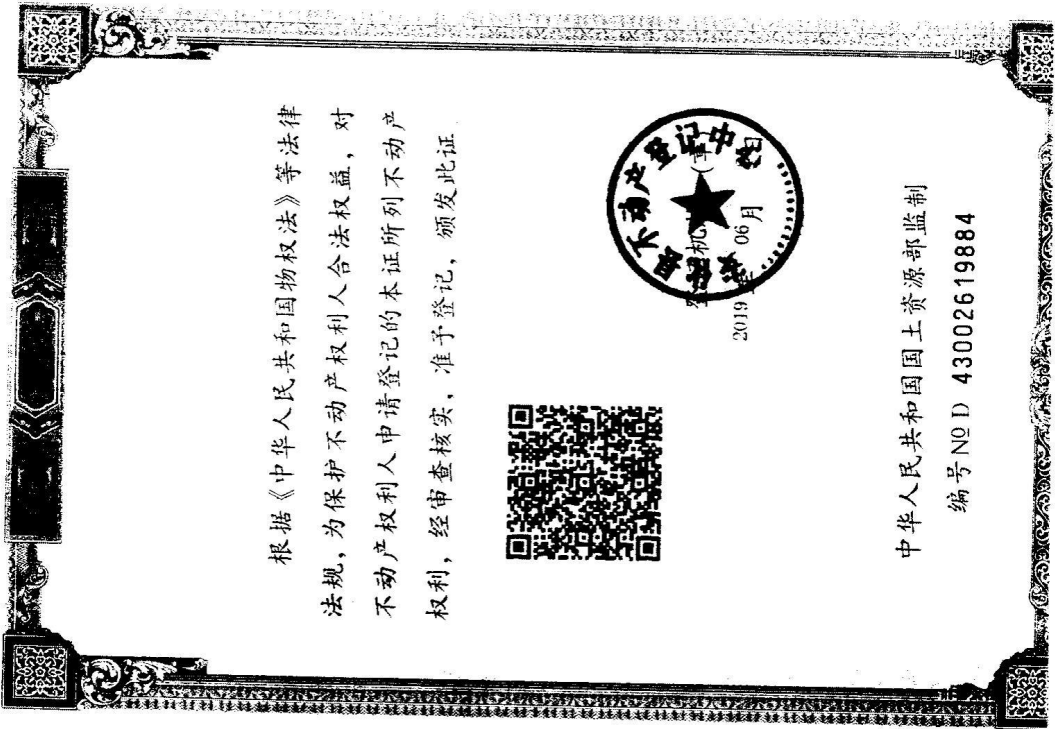 根据《中华人民共和国物权法》等法律
法规，为保护不动产权利人合法权益，对
不动产权利人申请登记的本证所列不动产
权利，经审查核实，准予登记，颁发此证
县不动产登记中
机
2019
06月
中华人民共和国国土资源部监制
编号№ D 43002619884